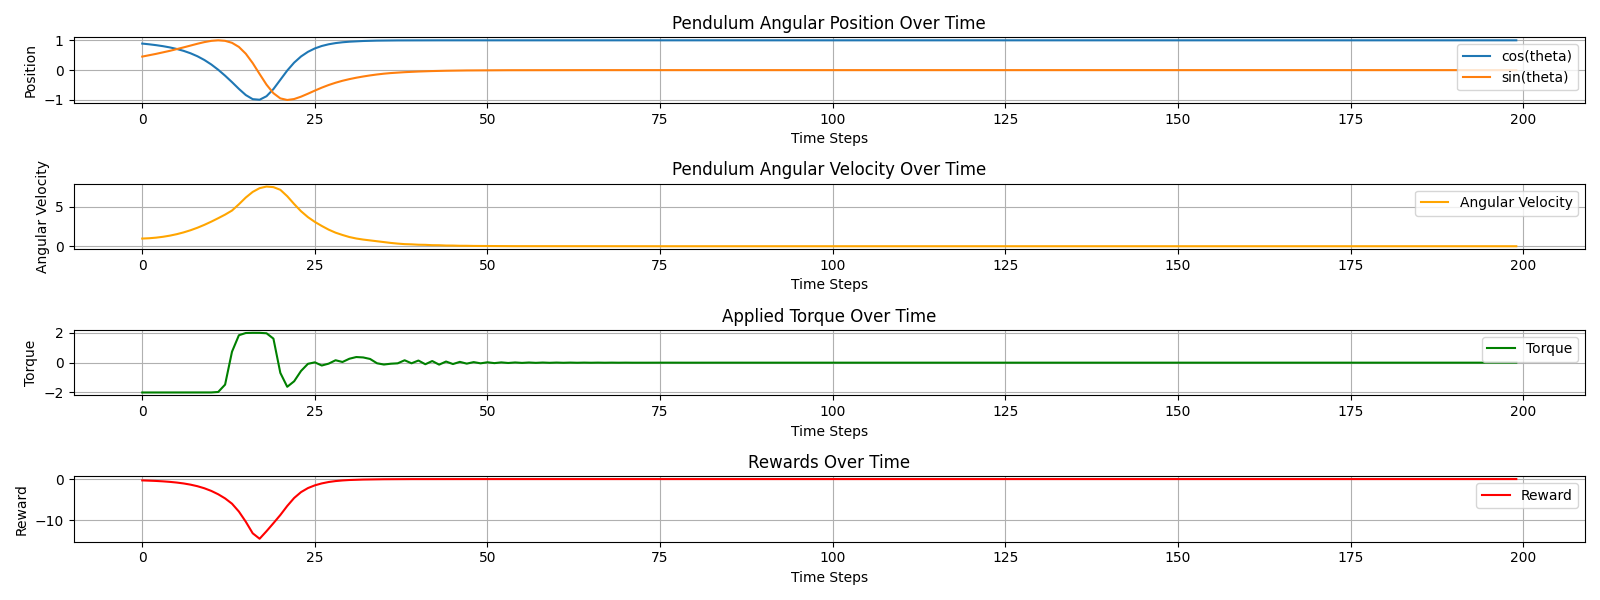 Pendulum Angular Position Over Time
Position
1
0
−1
cos(theta)
sin(theta)
0 25 50 75 100 125 150 175 200
Time Steps
Pendulum Angular Velocity Over Time
Angular Velocity
5
0
Angular Velocity
0 25 50 75 100 125 150 175 200
Time Steps
Applied Torque Over Time
Torque
2
0
−2
Torque
0 25 50 75 100 125 150 175 200
Time Steps
Rewards Over Time
Reward
0
−10
Reward
0 25 50 75 100 125 150 175 200
Time Steps